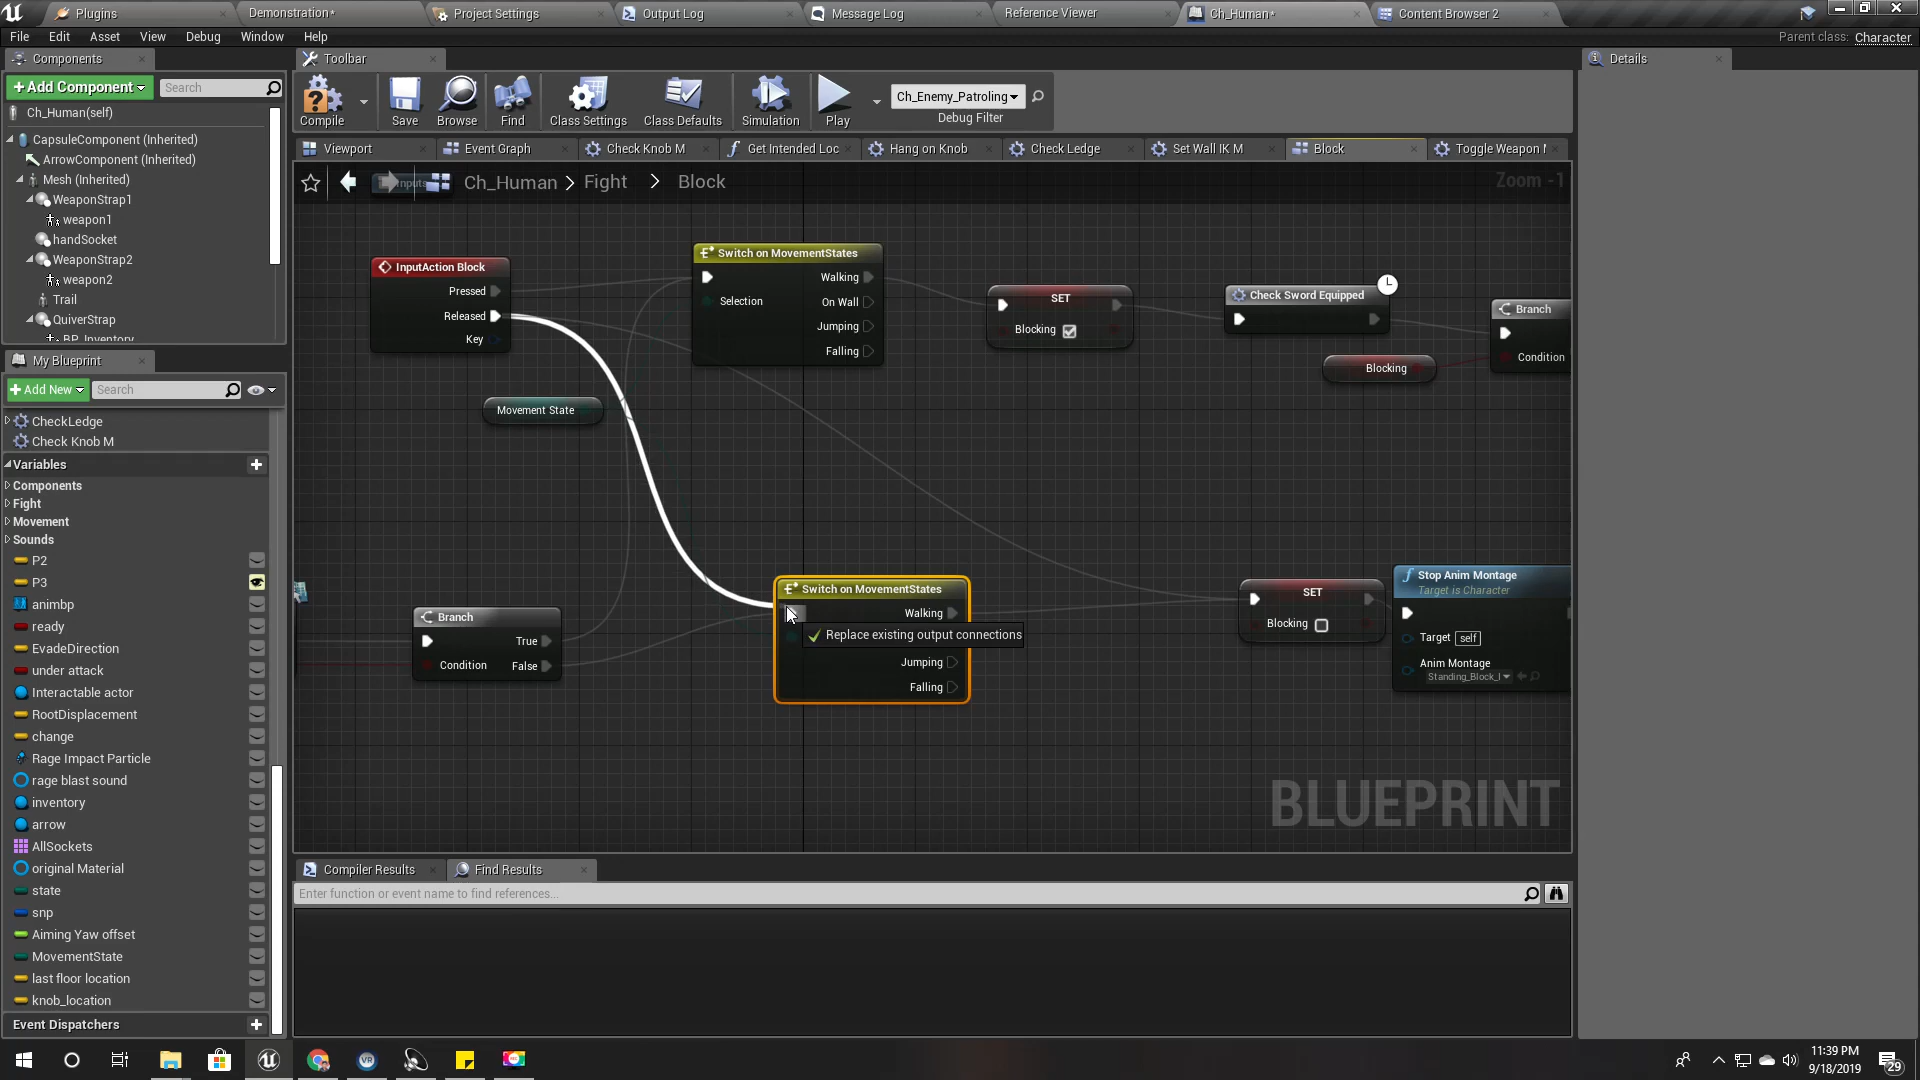 Plugins
Demonstration*
Project Settings
Output Log
Message Log
Reference Viewer
Ch_Human*
Content Browser 2
File Edit Asset View Debug Window Help
Parent class: Character
Components
Toolbar
Details
+Add Component
Search
Ch_Human(self)
CapsuleComponent (Inherited)
ArrowComponent (Inherited)
Mesh (Inherited)
WeaponStrap1
weapon1
handSocket
WeaponStrap2
weapon2
Trail
QuiverStrap
BP_Inventory
Compile
Save
Browse
Find
Class Settings
Class Defaults
Simulation
Play
Ch_Enemy_Patroling
Debug Filter
Viewport
Event Graph
Check Knob M
Get Intended Loc
Hang on Knob
Check Ledge
Set Wall IK M
Block
Toggle Weapon M
Ch_Human > Fight > Block
Zoom -1
My Blueprint
+Add New
Search
CheckLedge
Check Knob M
Variables
Components
Fight
Movement
Sounds
P2
P3
animbp
ready
EvadeDirection
under attack
Interactable actor
RootDisplacement
change
Rage Impact Particle
rage blast sound
inventory
arrow
AllSockets
original Material
state
snp
Aiming Yaw offset
MovementState
last floor location
knob_location
Event Dispatchers
InputAction Block
Pressed
Released
Key
Movement State
Switch on MovementStates
Walking
Selection
On Wall
Jumping
Falling
SET
Blocking
Check Sword Equipped
Blocking
Branch
Condition
Branch
True
Condition
False
Switch on MovementStates
Walking
Replace existing output connections
Jumping
Falling
SET
Blocking
Stop Anim Montage
Target is Character
Target self
Anim Montage
Standing_Block_I
BLUEPRINT
Compiler Results
Find Results
Enter function or event name to find references...
11:39 PM
9/18/2019
29